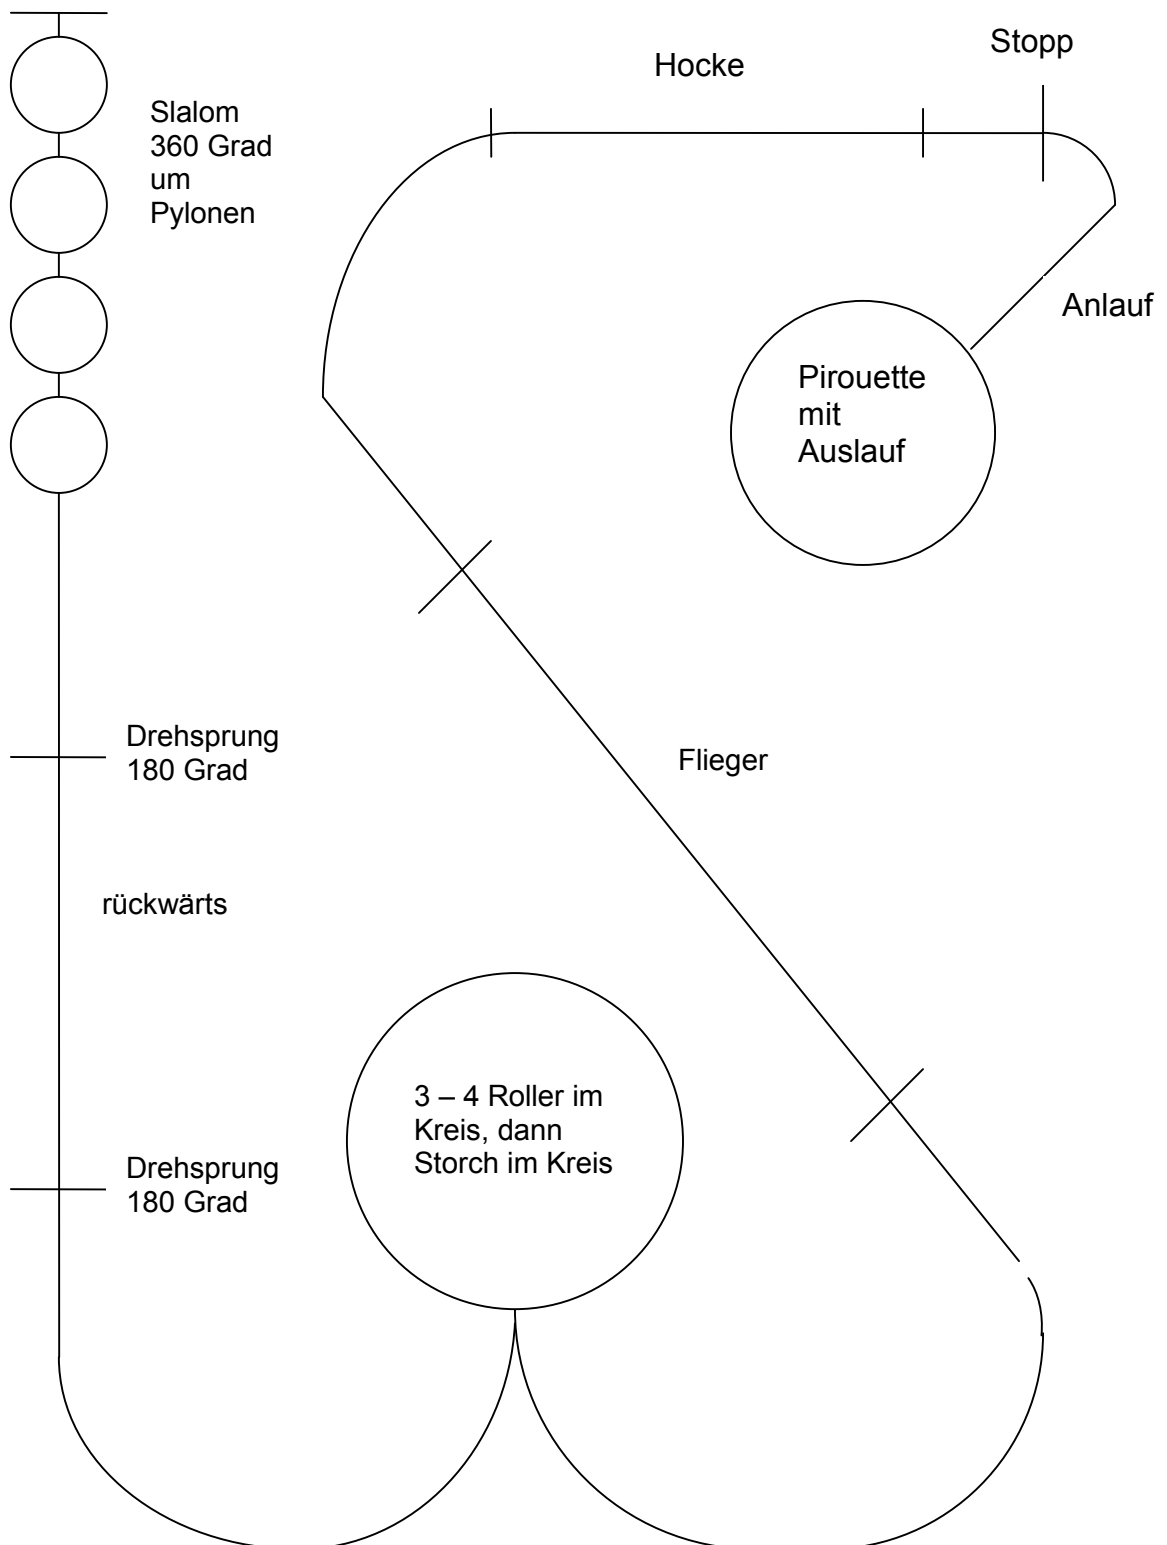 Stopp
Hocke
Slalom
360 Grad
um
Pylonen
Anlauf
Pirouette
mit
Auslauf
Drehsprung
180 Grad
Flieger
rückwärts
3 – 4 Roller im
Kreis, dann
Storch im Kreis
Drehsprung
180 Grad